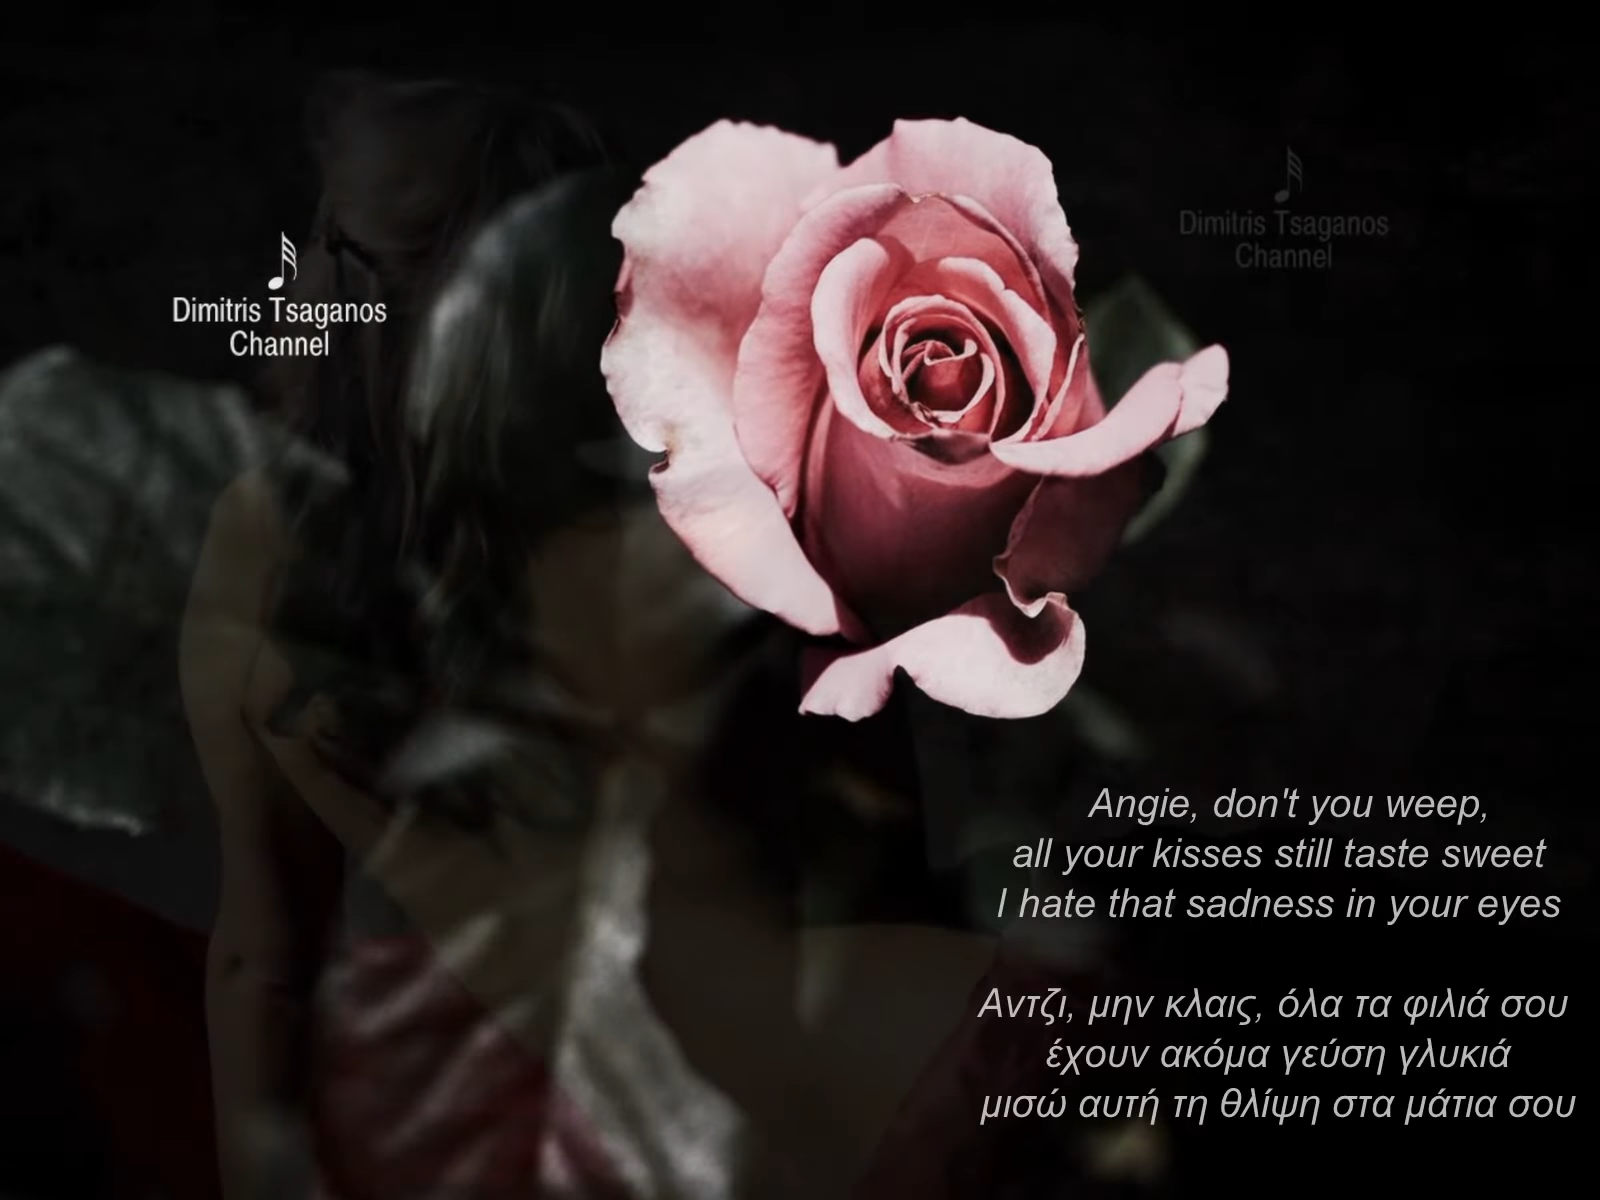 Dimitris Tsaganos
Channel
Dimitris Tsaganos
Channel
Angie, don't you weep,
all your kisses still taste sweet
I hate that sadness in your eyes
Αντζι, μην κλαις, όλα τα φιλιά σου
έχουν ακόμα γεύση γλυκιά
μισώ αυτή τη θλίψη στα μάτια σου